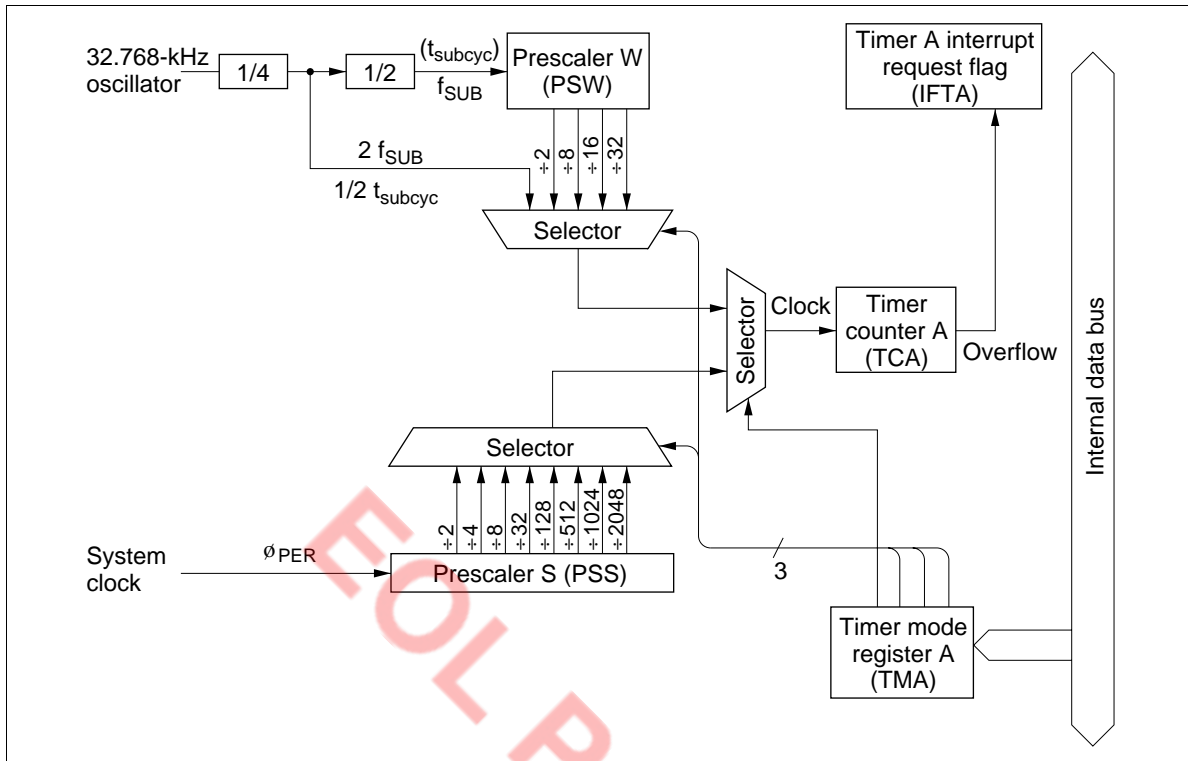 32.768-kHz
oscillator
1/4
1/2
(tsubcyc)
fSUB
Prescaler W
(PSW)
Timer A interrupt
request flag
(IFTA)
2 fSUB
1/2 tsubcyc
÷2
÷8
÷16
÷32
Selector
Selector
Clock
Timer
counter A
(TCA)
Overflow
Internal data bus
Selector
÷2
÷4
÷8
÷32
÷128
÷512
÷1024
÷2048
System
clock
øPER
Prescaler S (PSS)
3
Timer mode
register A
(TMA)
EOL P